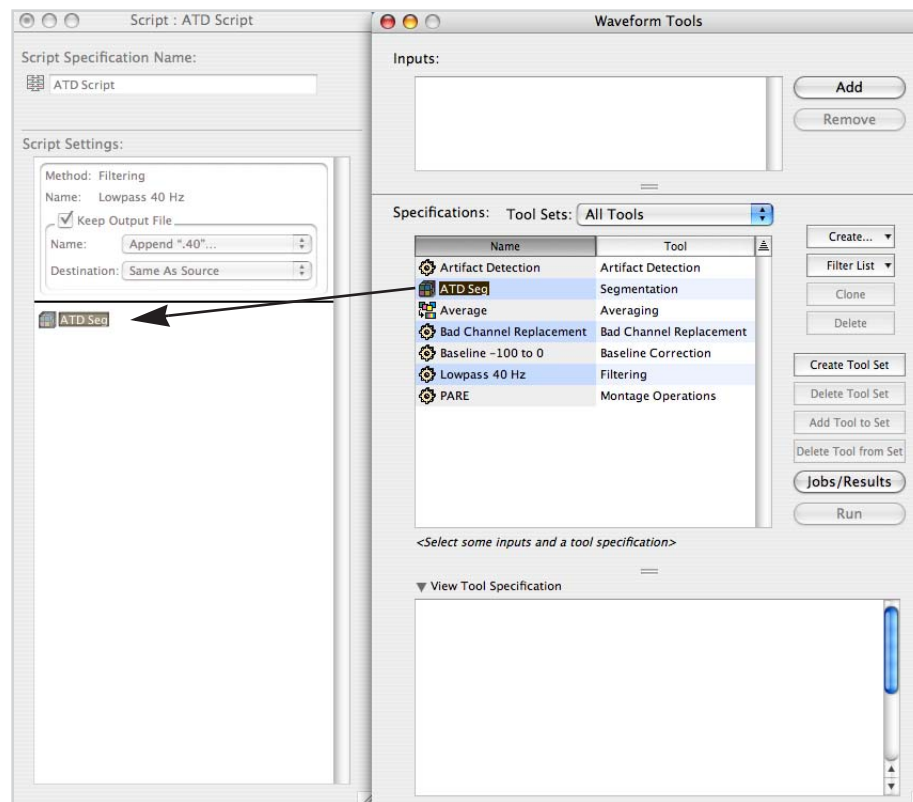 Script : ATD Script
Script Specification Name:
ATD Script
Script Settings:
Method: Filtering
Name: Lowpass 40 Hz
Keep Output File
Name: Append ".40"...
Destination: Same As Source
ATD Seg
Waveform Tools
Inputs:
Add
Remove
Specifications: Tool Sets: All Tools
Name Tool
Artifact Detection Artifact Detection
ATD Seg Segmentation
Average Averaging
Bad Channel Replacement Bad Channel Replacement
Baseline -100 to 0 Baseline Correction
Lowpass 40 Hz Filtering
PARE Montage Operations
Create...
Filter List
Clone
Delete
Create Tool Set
Delete Tool Set
Add Tool to Set
Delete Tool from Set
Jobs/Results
Run
<Select some inputs and a tool specification>
View Tool Specification